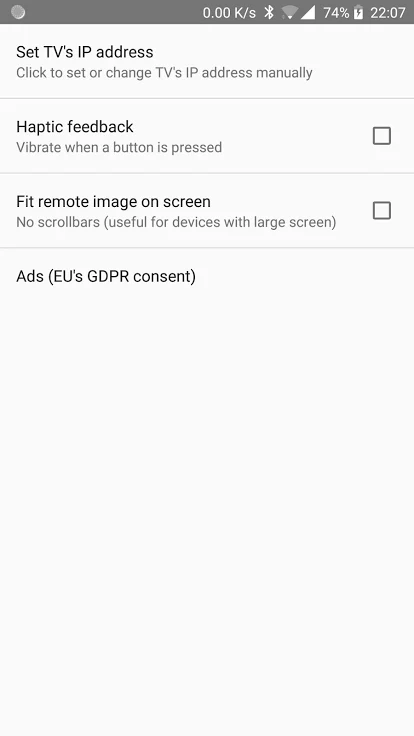 0.00 K/s 74% 22:07
Set TV's IP address
Click to set or change TV's IP address manually
Haptic feedback
Vibrate when a button is pressed
Fit remote image on screen
No scrollbars (useful for devices with large screen)
Ads (EU's GDPR consent)